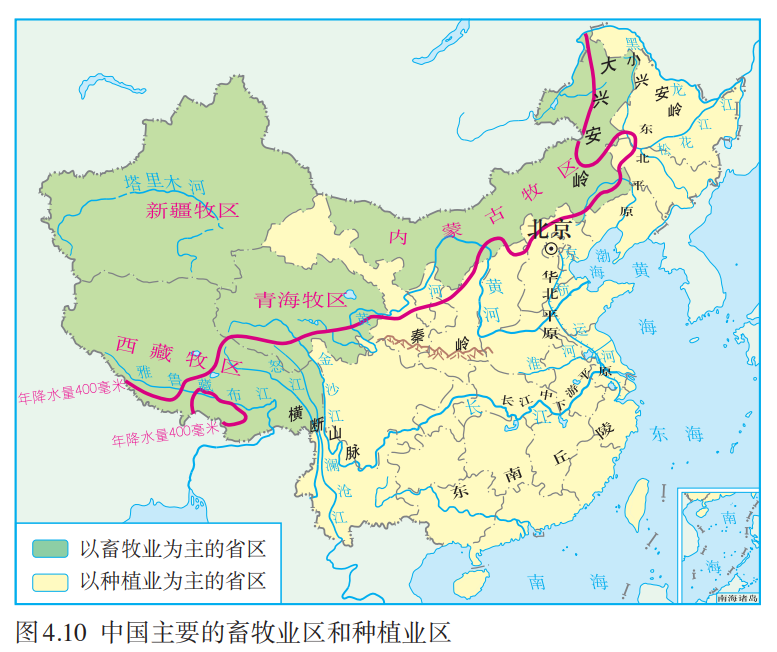 黑
龙
江
大兴安岭
小兴安岭
松花江
东北平原
塔里木河
新疆牧区
内蒙古牧区
北京
京
渤海
黄海
青海牧区
黄河
黄河
华北平原
秦岭
淮河
运河
西藏牧区
雅鲁藏布江
怒江
金沙江
澜沧江
横断山脉
长江
长江中下游平原
年降水量400毫米
年降水量400毫米
东海
东南丘陵
南海
南海
南海诸岛
以畜牧业为主的省区
以种植业为主的省区
图4.10 中国主要的畜牧业区和种植业区